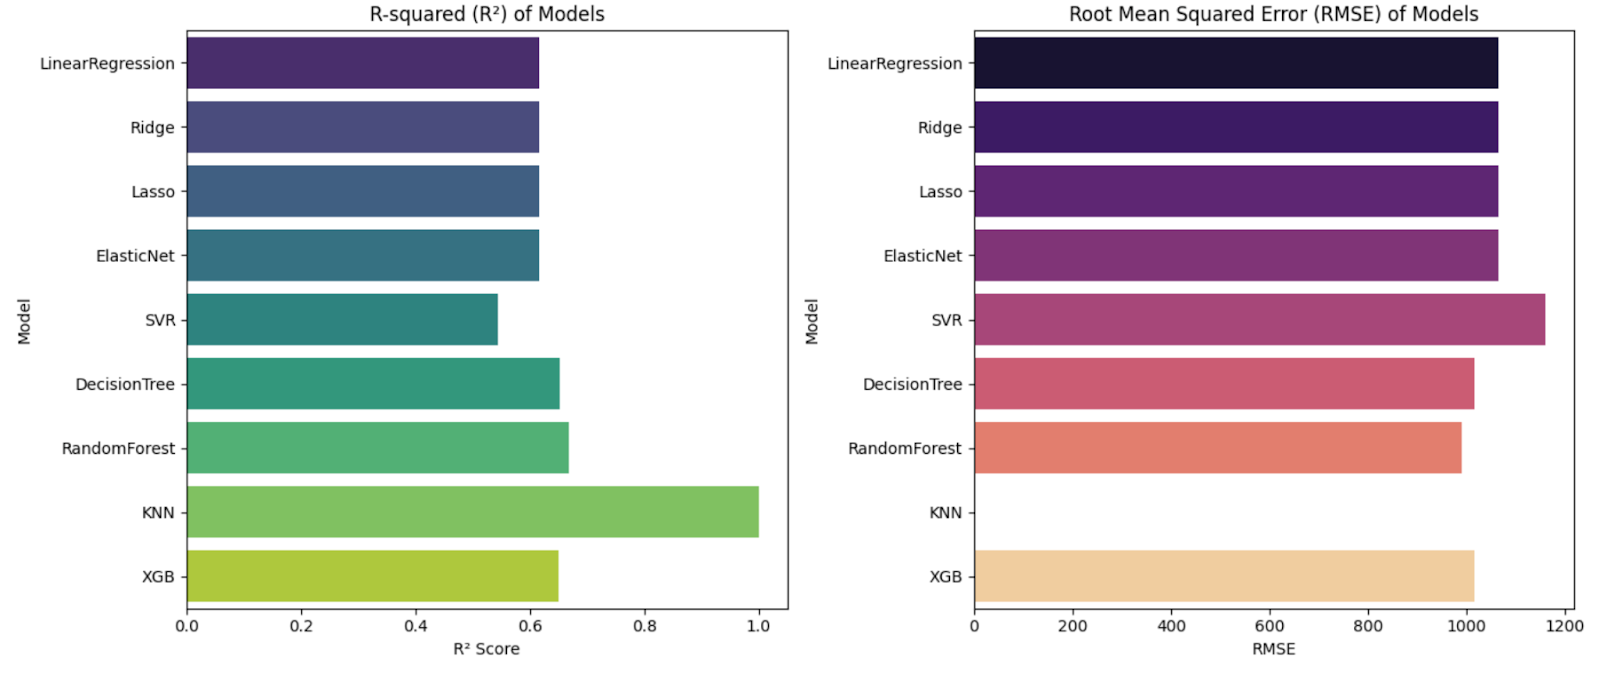 R-squared (R²) of Models
LinearRegression
Ridge
Lasso
ElasticNet
SVR
DecisionTree
RandomForest
KNN
XGB
Model
0.0 0.2 0.4 0.6 0.8 1.0
R² Score
Root Mean Squared Error (RMSE) of Models
LinearRegression
Ridge
Lasso
ElasticNet
SVR
DecisionTree
RandomForest
KNN
XGB
Model
0 200 400 600 800 1000 1200
RMSE